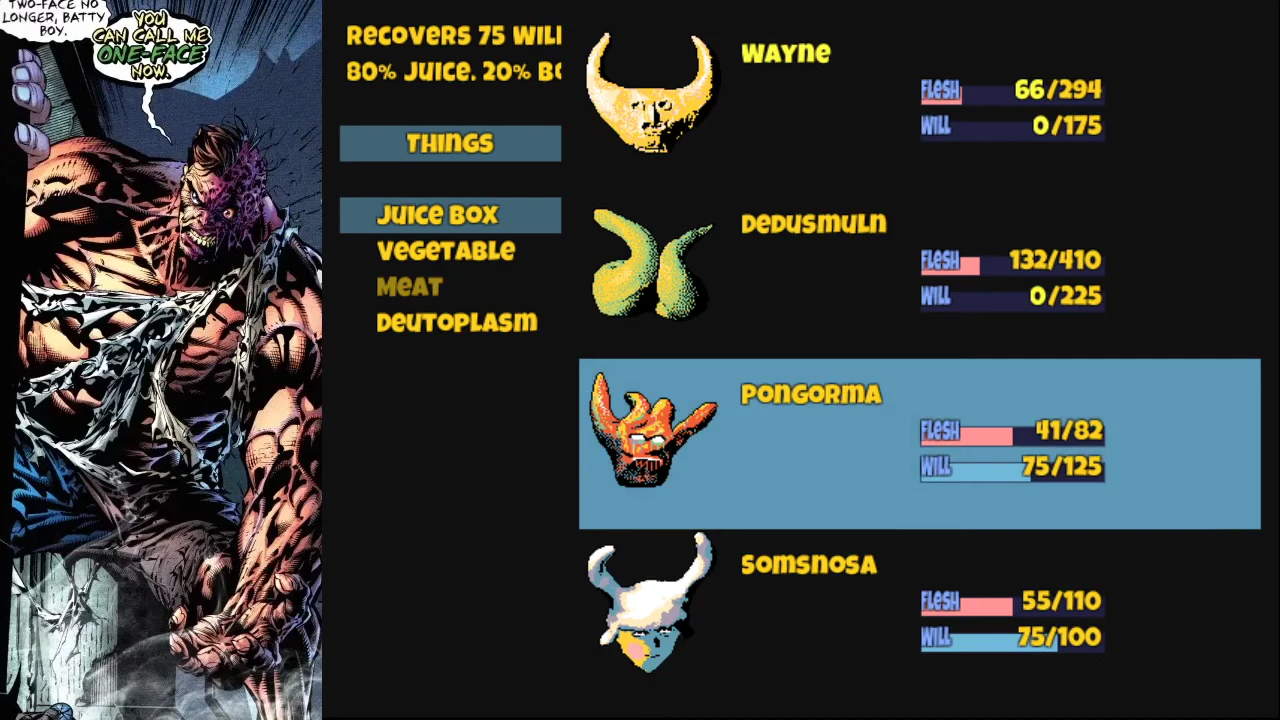 TWO-FACE NO
LONGER, BATTY
BOY.
YOU
CAN CALL ME
ONE-FACE
NOW.
Recovers 75 Will
80% Juice. 20% Bo
Things
Juice Box
Vegetable
Meat
Deutoplasm
Wayne
Flesh 66/294
Will 0/175
Dedusmuln
Flesh 132/410
Will 0/225
Pongorma
Flesh 41/82
Will 75/125
Somsnosa
Flesh 55/110
Will 75/100